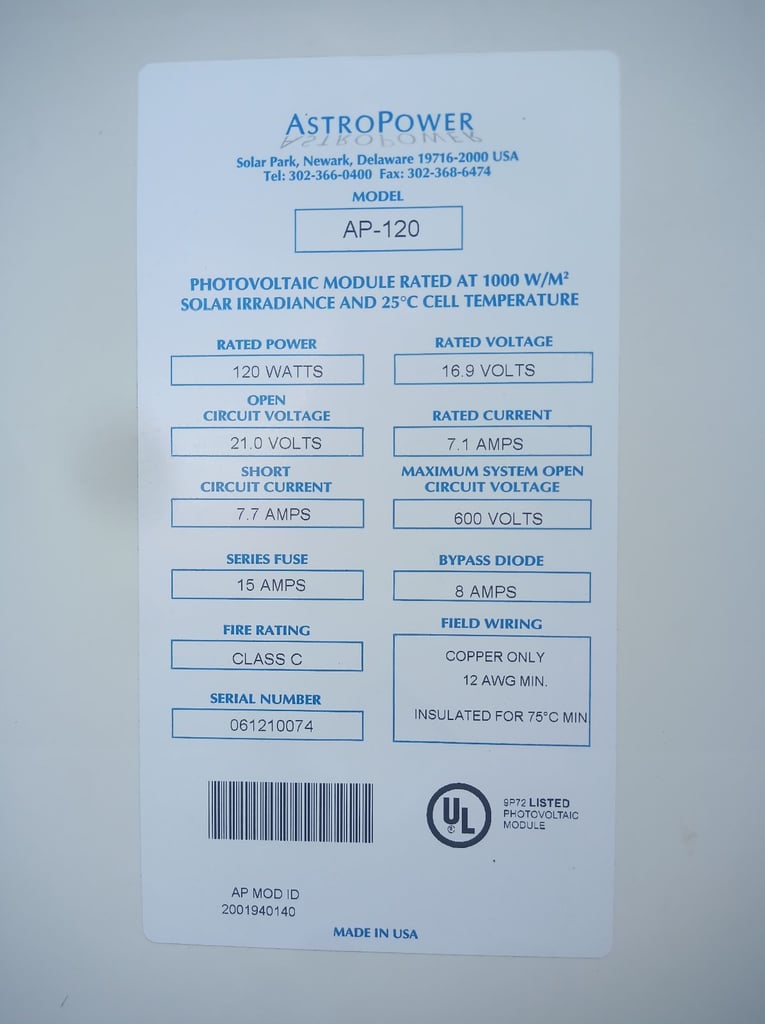 ASTROPOWER
Solar Park, Newark, Delaware 19716-2000 USA
Tel: 302-366-0400 Fax: 302-368-6474
MODEL
AP-120
PHOTOVOLTAIC MODULE RATED AT 1000 W/M²
SOLAR IRRADIANCE AND 25°C CELL TEMPERATURE
RATED POWER
120 WATTS
RATED VOLTAGE
16.9 VOLTS
OPEN
CIRCUIT VOLTAGE
21.0 VOLTS
RATED CURRENT
7.1 AMPS
SHORT
CIRCUIT CURRENT
7.7 AMPS
MAXIMUM SYSTEM OPEN
CIRCUIT VOLTAGE
600 VOLTS
SERIES FUSE
15 AMPS
BYPASS DIODE
8 AMPS
FIRE RATING
CLASS C
FIELD WIRING
COPPER ONLY
12 AWG MIN.
INSULATED FOR 75°C MIN
SERIAL NUMBER
061210074
UL
9P72 LISTED
PHOTOVOLTAIC
MODULE
AP MOD ID
2001940140
MADE IN USA